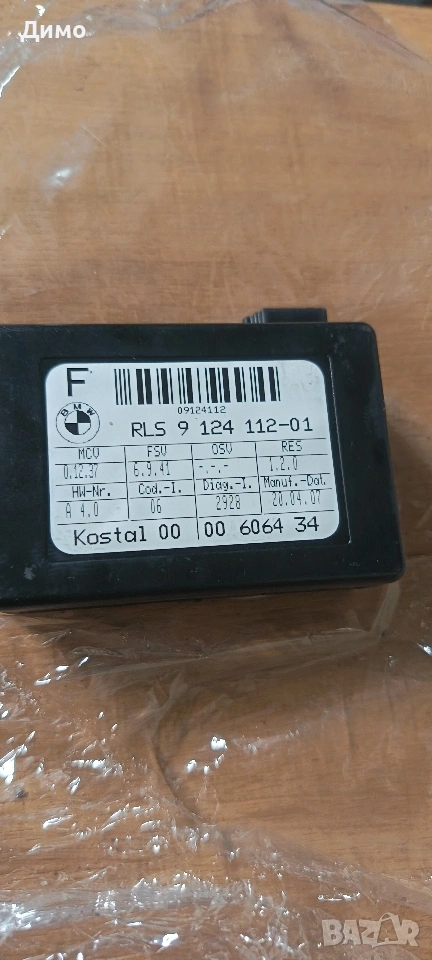 Димо
F
09124112
BMW
RLS 9 124 112-01
MCV FSV OSV RES
0.12.37 6.9.41 -.-.- 1.2.0
HW-Nr. Cod.-I. Diag.-I. Manuf.-Dat.
A 4.0 06 2928 20.04.07
Kostal 00 00 6064 34
BAZAR